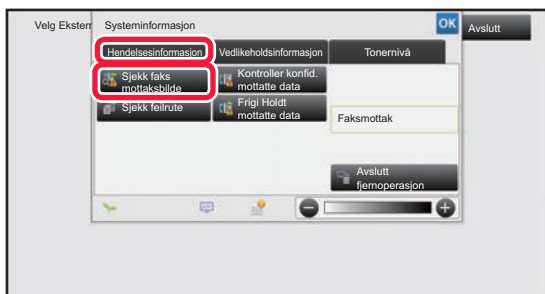 Velg Ekster
Systeminformasjon
OK
Avslutt
Hendelsesinformasjon
Vedlikeholdsinformasjon
Tonernivå
Sjekk faks
mottaksbilde
Kontroller konfid.
mottatte data
Sjekk feilrute
Frigi Holdt
mottatte data
Faksmottak
Avslutt
fjernoperasjon